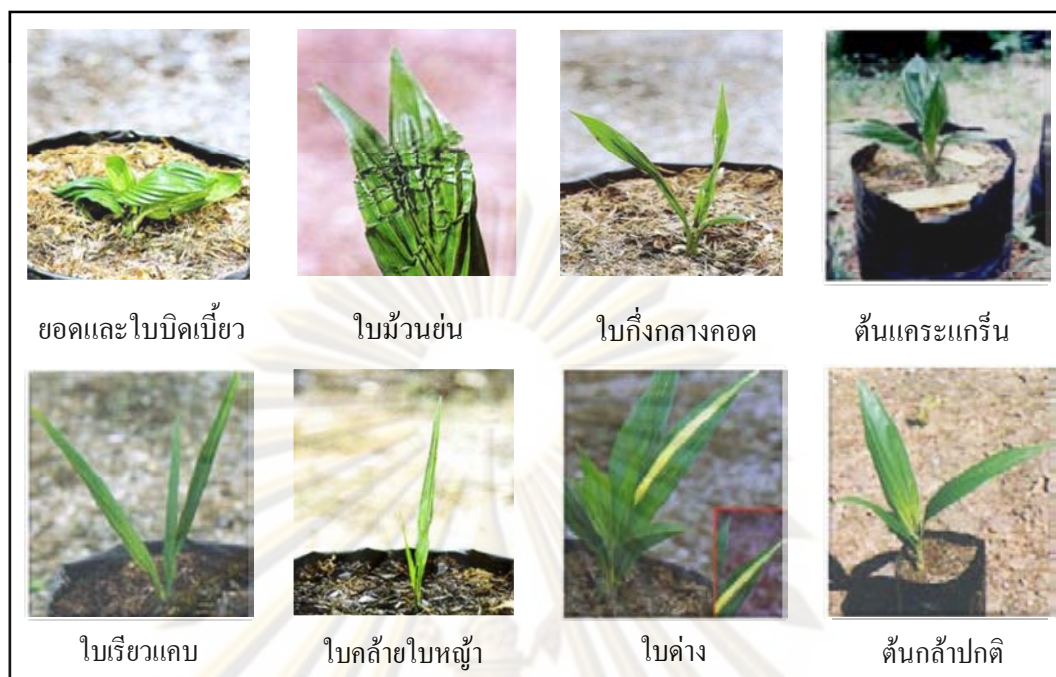 ยอดและใบบิดเบี้ยว
ใบม้วนย่น
ใบกึ่งกลางคอด
ต้นแคระแกร็น
ใบเรียวแคบ
ใบคล้ายใบหญ้า
ใบด่าง
ต้นกล้าปกติ